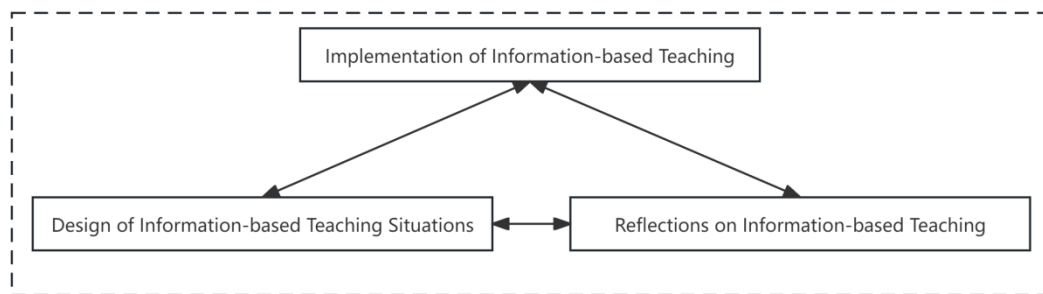 Implementation of Information-based Teaching
Design of Information-based Teaching Situations
Reflections on Information-based Teaching